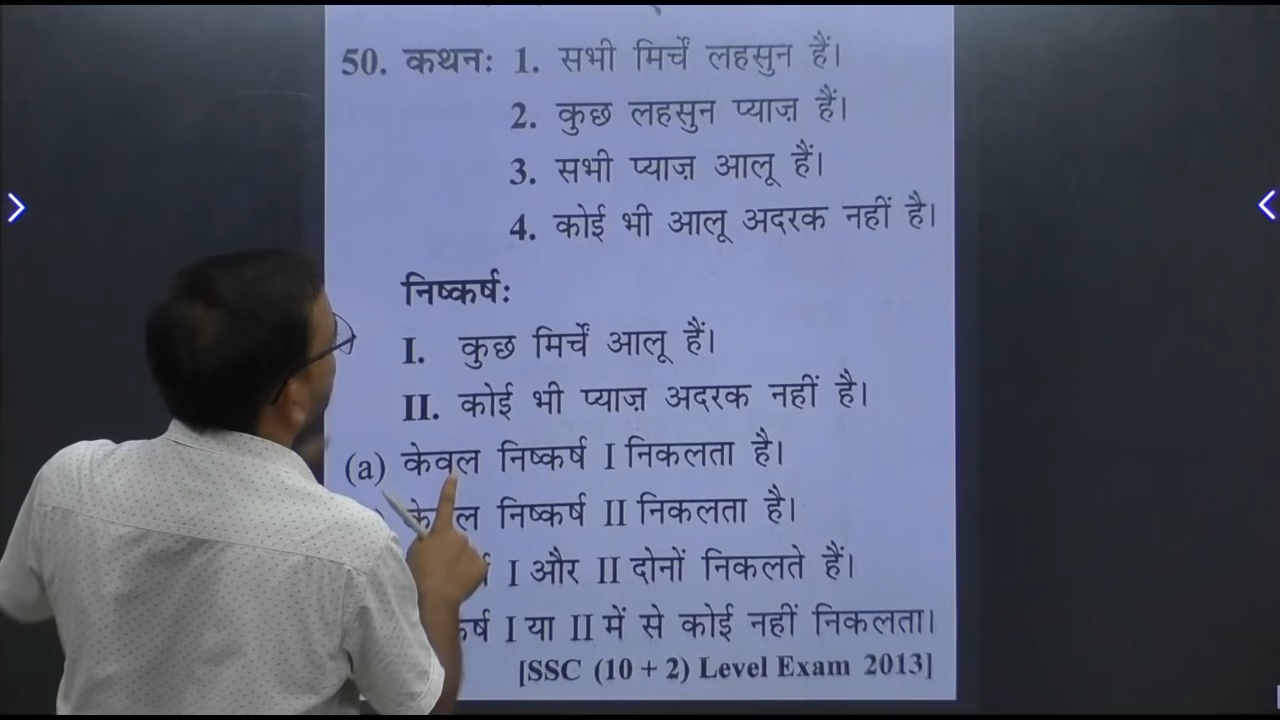 50. कथनः 1. सभी मिर्चें लहसुन हैं।
2. कुछ लहसुन प्याज़ हैं।
3. सभी प्याज़ आलू हैं।
4. कोई भी आलू अदरक नहीं है।
निष्कर्षः
I. कुछ मिर्चें आलू हैं।
II. कोई भी प्याज़ अदरक नहीं है।
(a) केवल निष्कर्ष I निकलता है।
निष्कर्ष II निकलता है।
I और II दोनों निकलते हैं।
I या II में से कोई नहीं निकलता।
[SSC (10 + 2) Level Exam 2013]